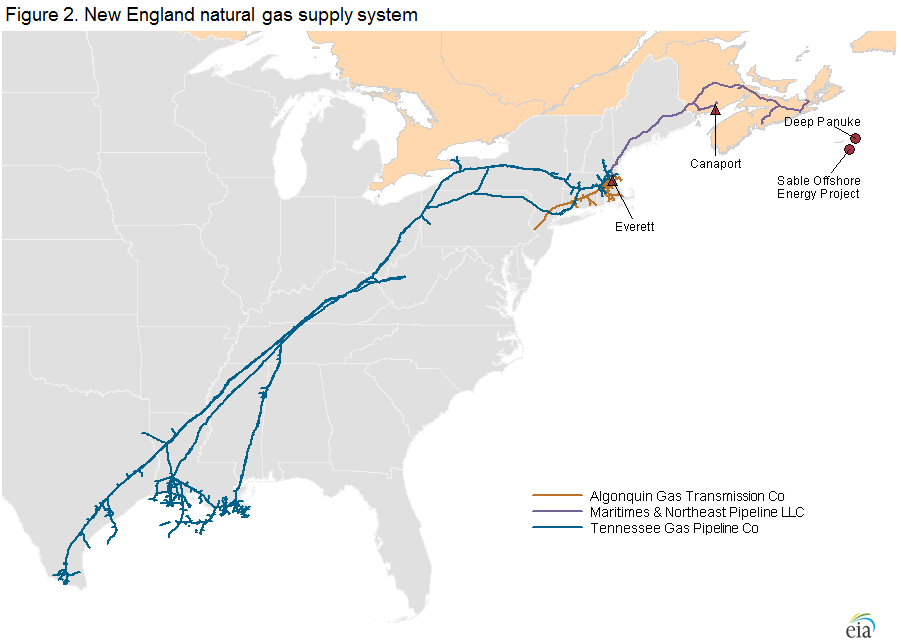 Figure 2. New England natural gas supply system
Deep Panuke
Canaport
Sable Offshore
Energy Project
Everett
Algonquin Gas Transmission Co
Maritimes & Northeast Pipeline LLC
Tennessee Gas Pipeline Co
eia